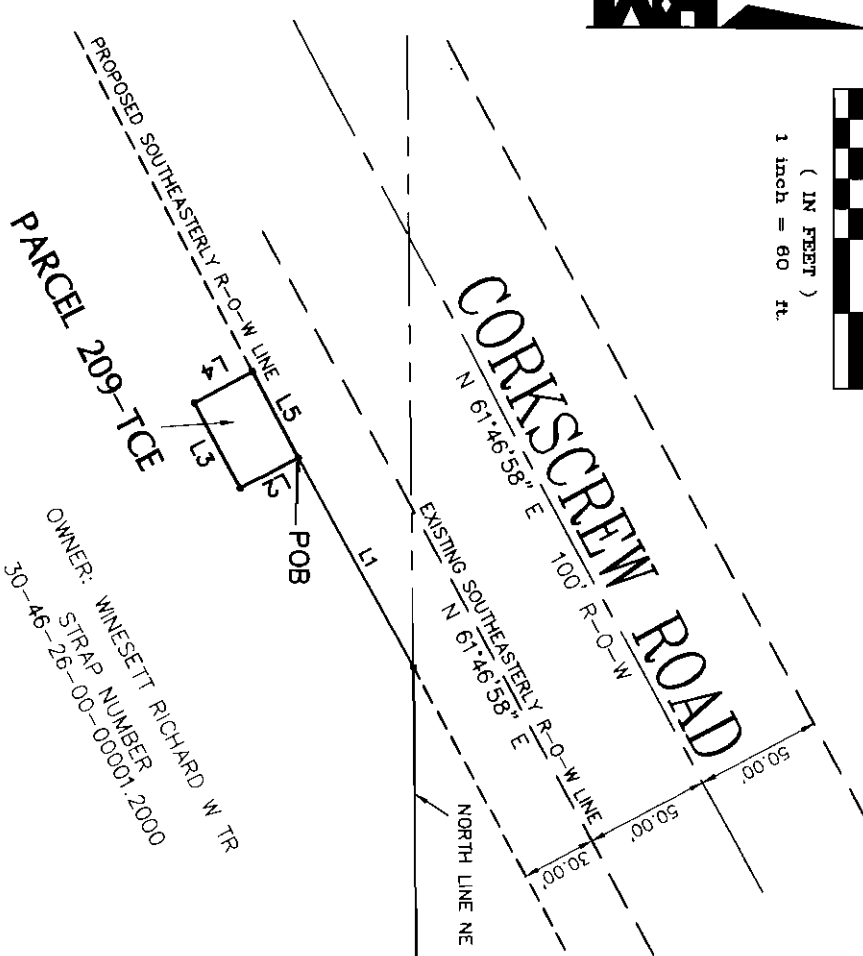 ( IN FEET )
1 inch = 60 ft.
CORKSCREW ROAD
N 61°46'58" E
100' R-O-W
EXISTING SOUTHEASTERLY R-O-W LINE
N 61°46'58" E
50.00'
50.00'
30.00'
NORTH LINE NE
PROPOSED SOUTHEASTERLY R-O-W LINE
L1
L5
L2
L4
L3
POB
PARCEL 209-TCE
OWNER: WINESETT RICHARD W TR
STRAP NUMBER
30-46-26-00-00001.2000